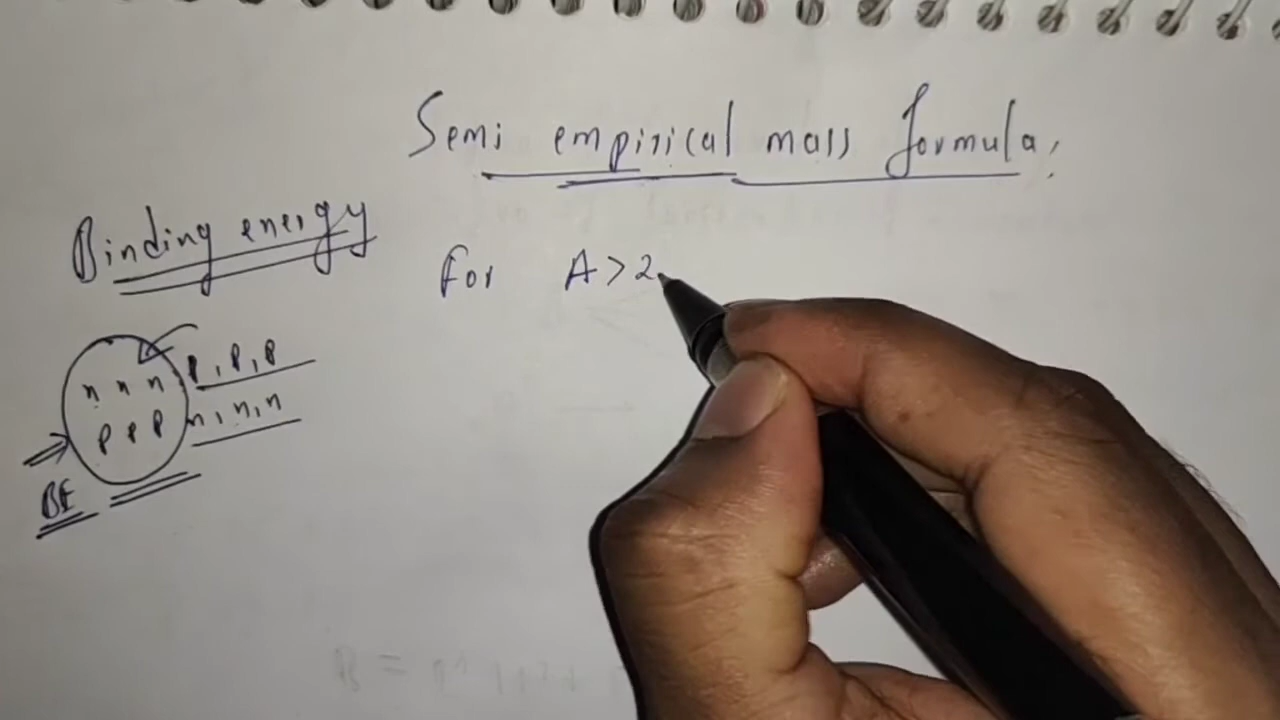 Semi empirical mass formula,
Binding energy
For A > 2
n n n p, p, p
p p p n, n, n
BE